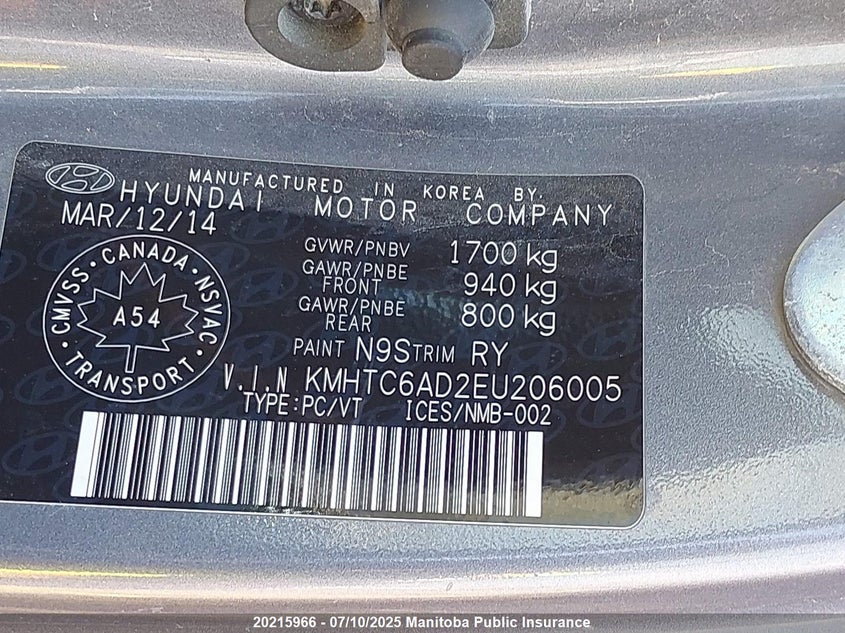 MANUFACTURED IN KOREA BY.
HYUNDAI MOTOR COMPANY
MAR/12/14
GVWR/PNBV 1700 kg
GAWR/PNBE FRONT 940 kg
GAWR/PNBE REAR 800 kg
PAINT N9S TRIM RY
CMVSS · CANADA · NSVAC · TRANSPORT ·
A54
V.I.N KMHTC6AD2EU206005
TYPE:PC/VT ICES/NMB-002
20215966 - 07/10/2025 Manitoba Public Insurance